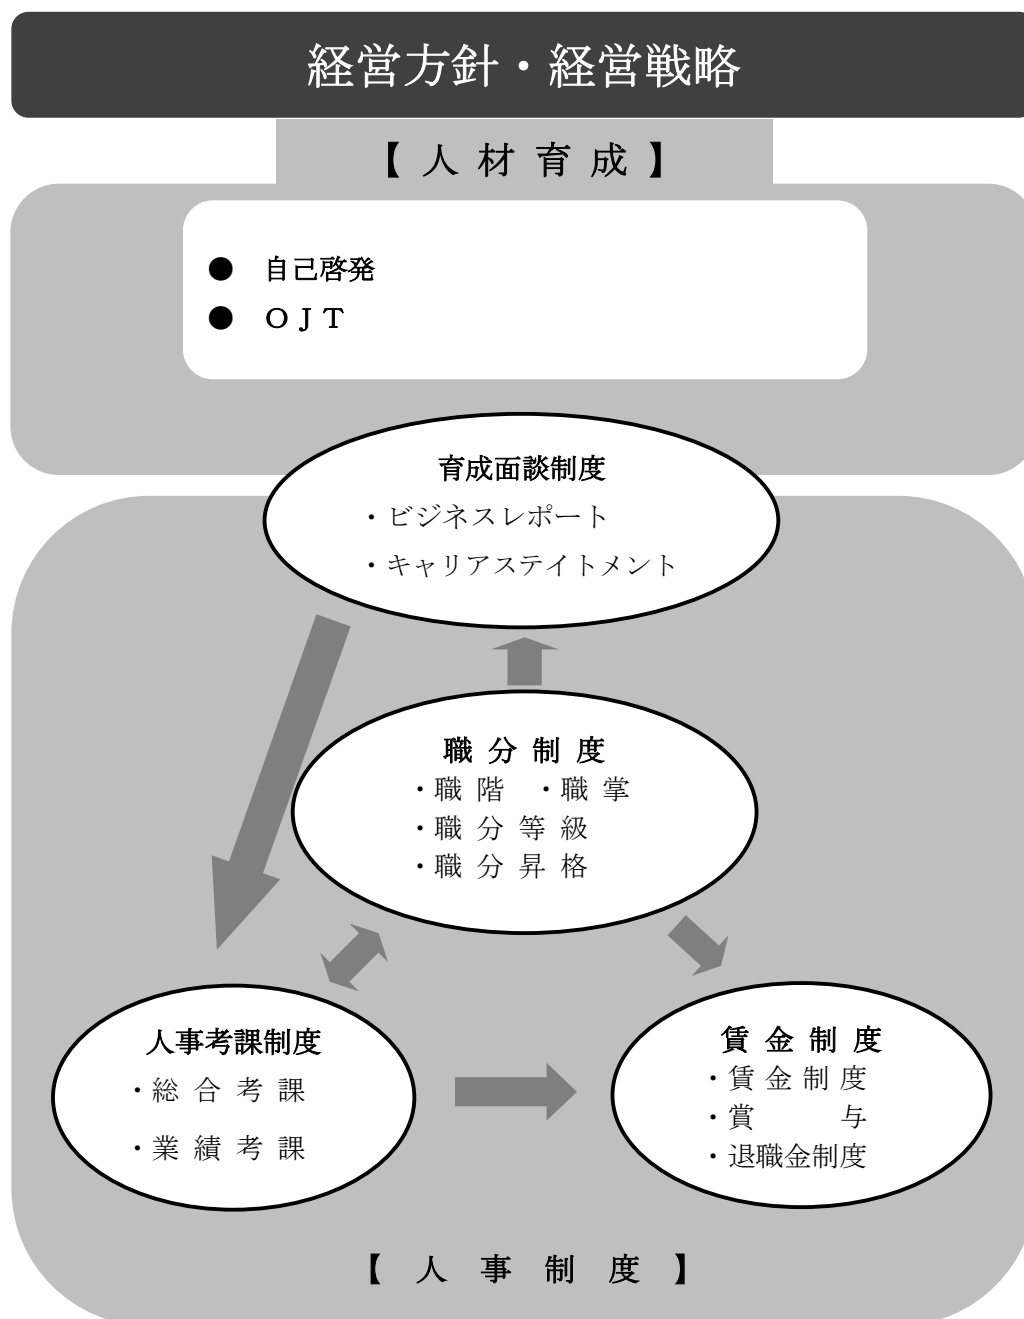 経営方針・経営戦略
【 人 材 育 成 】
● 自己啓発
● ＯＪＴ
育成面談制度
・ビジネスレポート
・キャリアステイトメント
職 分 制 度
・職 階 ・職 掌
・職 分 等 級
・職 分 昇 格
人事考課制度
・総 合 考 課
・業 績 考 課
賃 金 制 度
・賃 金 制 度
・賞 与
・退職金制度
【 人 事 制 度 】